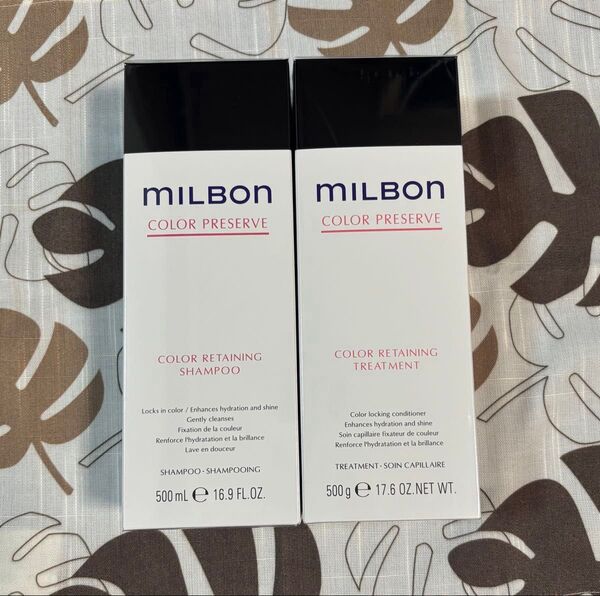 milbon
COLOR PRESERVE
COLOR RETAINING
SHAMPOO
Locks in color / Enhances hydration and shine
Gently cleanses
Fixation de la couleur
Renforce l'hydratation et la brillance
Lave en douceur
SHAMPOO · SHAMPOOING
500 mL ℮ 16.9 FL.OZ.
milbon
COLOR PRESERVE
COLOR RETAINING
TREATMENT
Color locking conditioner
Enhances hydration and shine
Soin capillaire fixateur de couleur
Renforce l'hydratation et la brillance
TREATMENT · SOIN CAPILLAIRE
500 g ℮ 17.6 OZ.NET WT.